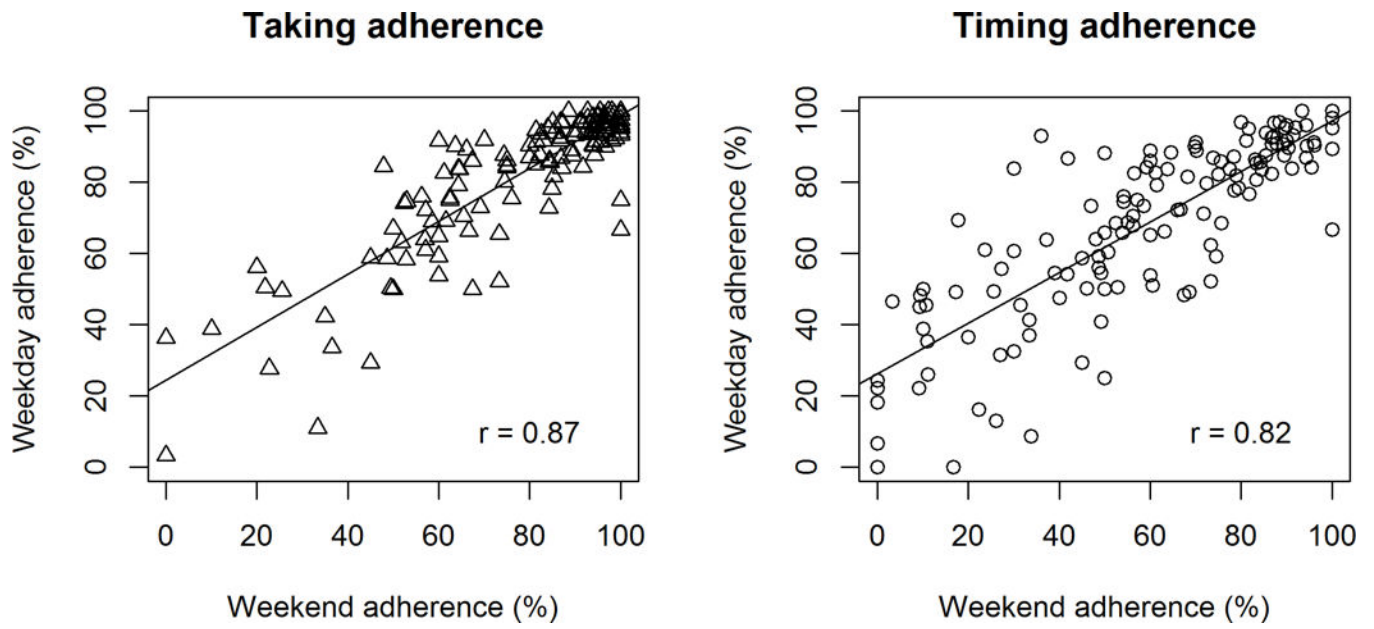 Taking adherence
Weekday adherence (%)
100
80
60
40
20
0
r = 0.87
0 20 40 60 80 100
Weekend adherence (%)
Timing adherence
Weekday adherence (%)
100
80
60
40
20
0
r = 0.82
0 20 40 60 80 100
Weekend adherence (%)